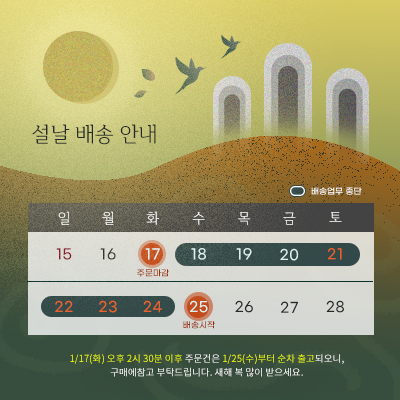 설날 배송 안내
배송업무 중단
일 월 화 수 목 금 토
15 16 17 18 19 20 21
주문마감
22 23 24 25 26 27 28
배송시작
1/17(화) 오후 2시 30분 이후 주문건은 1/25(수)부터 순차 출고되오니,
구매에참고 부탁드립니다. 새해 복 많이 받으세요.